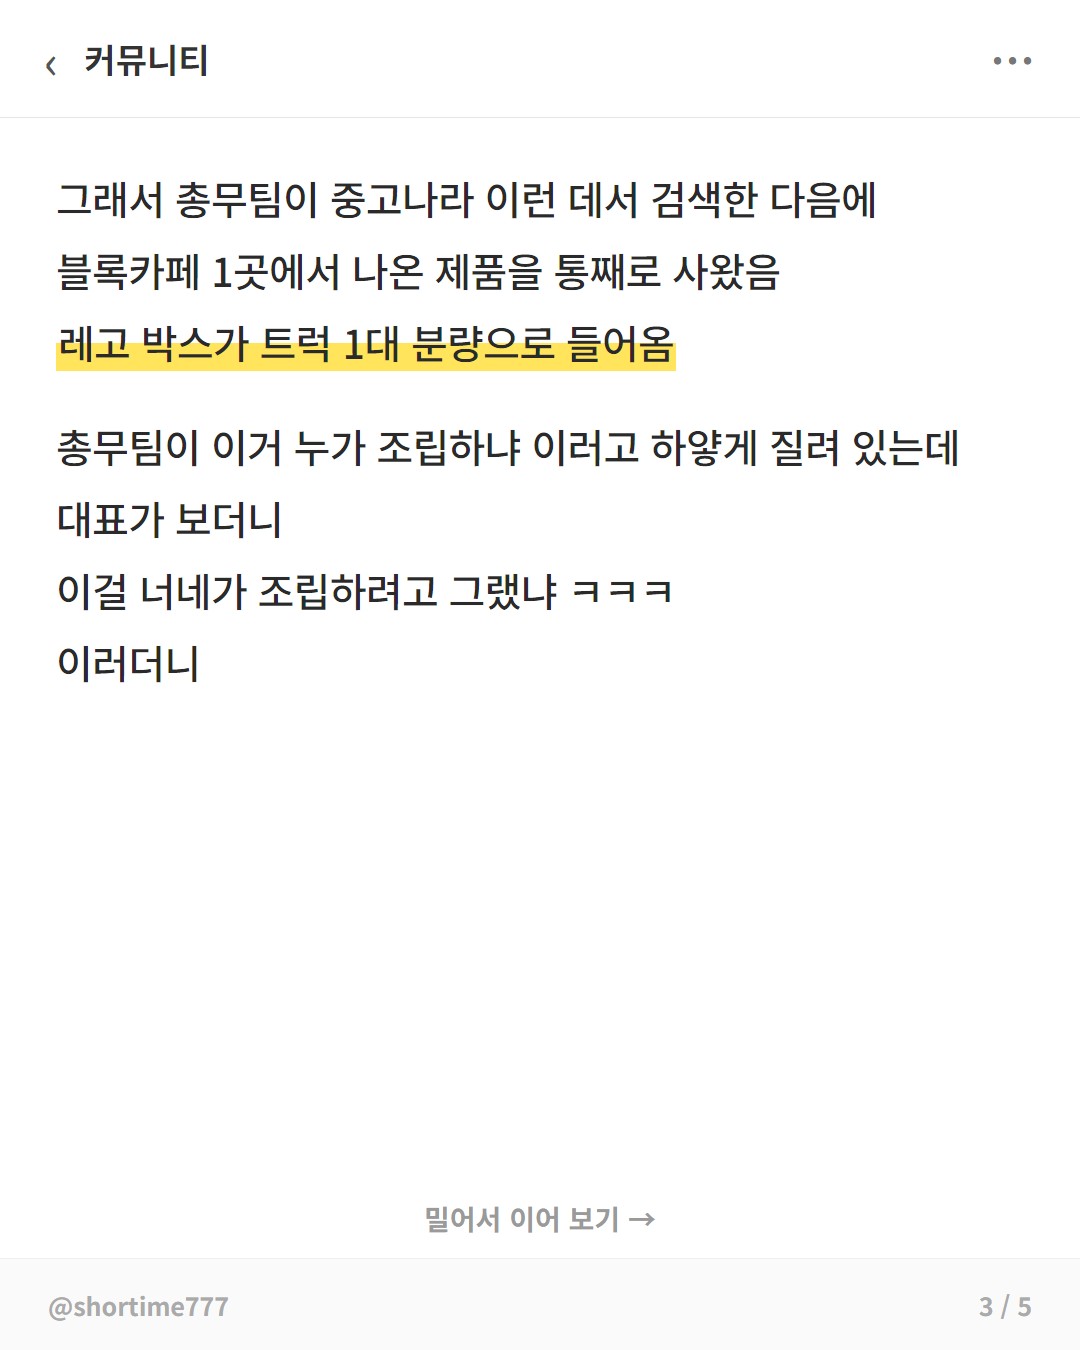 ‹ 커뮤니티 •••
그래서 총무팀이 중고나라 이런 데서 검색한 다음에
블록카페 1곳에서 나온 제품을 통째로 사왔음
레고 박스가 트럭 1대 분량으로 들어옴
총무팀이 이거 누가 조립하냐 이러고 하얗게 질려 있는데
대표가 보더니
이걸 너네가 조립하려고 그랬냐 ㅋㅋㅋ
이러더니
밀어서 이어 보기 →
@shortime777 3 / 5